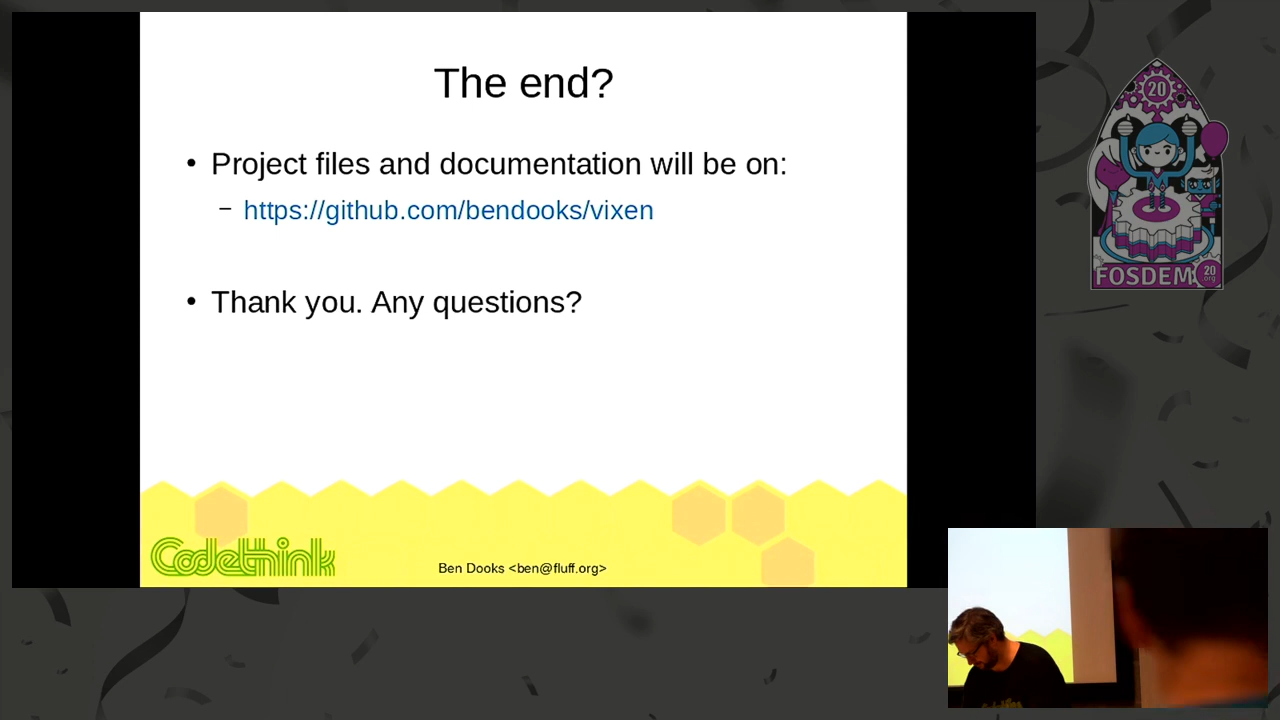 The end?
• Project files and documentation will be on:
– https://github.com/bendooks/vixen
• Thank you. Any questions?
Codethink
Ben Dooks <ben@fluff.org>
20
FOSDEM
20
org